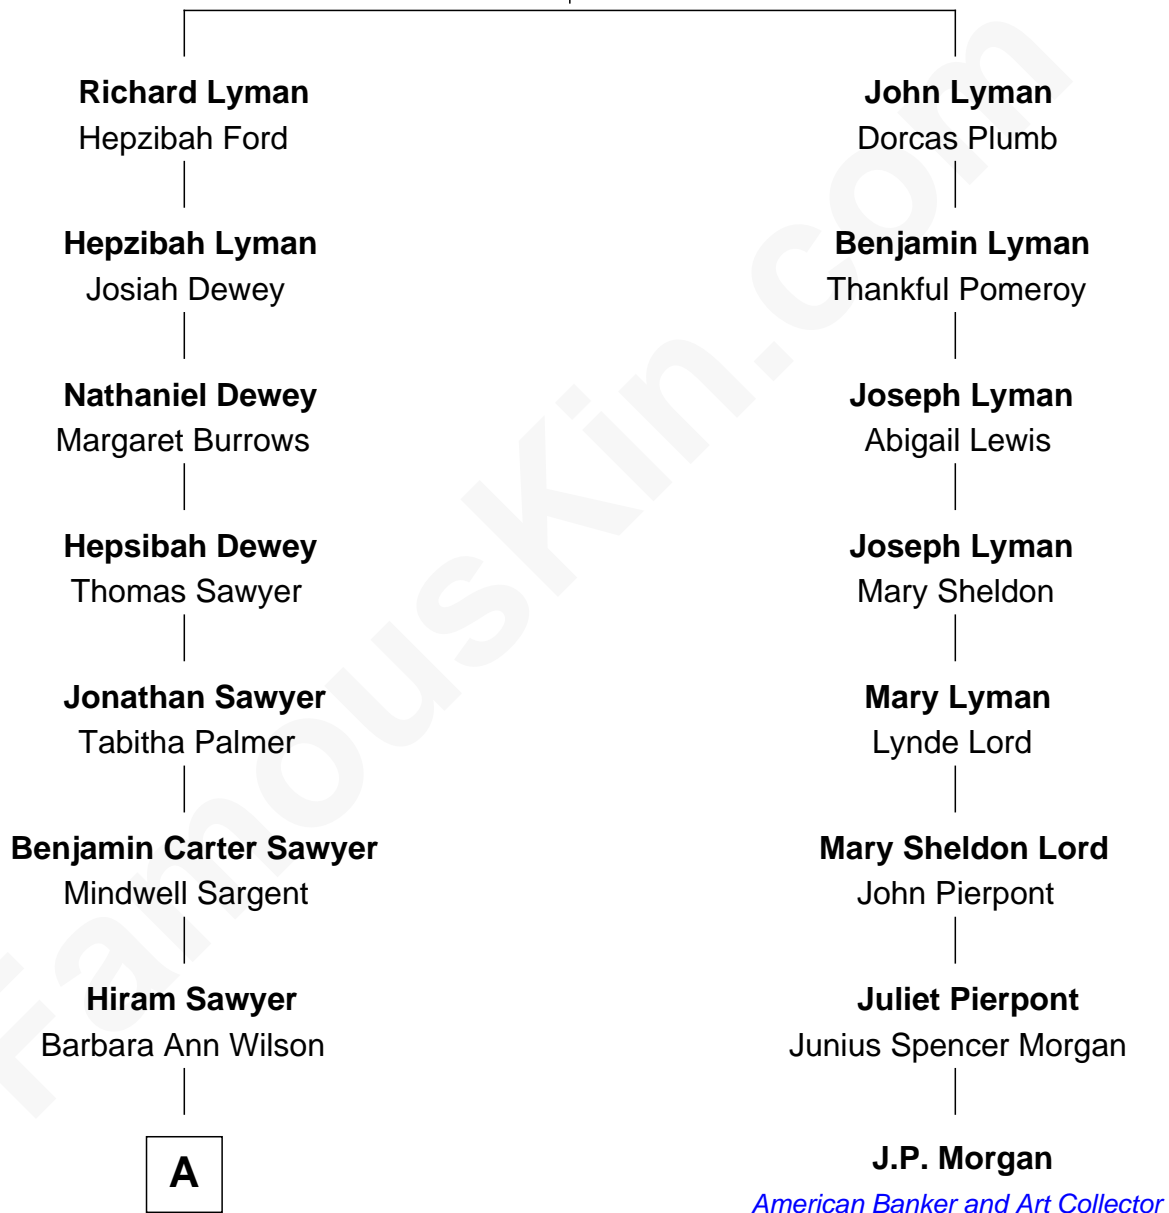 Richard Lyman
Hepzibah Ford
Hepzibah Lyman
Josiah Dewey
Nathaniel Dewey
Margaret Burrows
Hepsibah Dewey
Thomas Sawyer
Jonathan Sawyer
Tabitha Palmer
Benjamin Carter Sawyer
Mindwell Sargent
Hiram Sawyer
Barbara Ann Wilson
A
John Lyman
Dorcas Plumb
Benjamin Lyman
Thankful Pomeroy
Joseph Lyman
Abigail Lewis
Joseph Lyman
Mary Sheldon
Mary Lyman
Lynde Lord
Mary Sheldon Lord
John Pierpont
Juliet Pierpont
Junius Spencer Morgan
J.P. Morgan
American Banker and Art Collector
FamousKin.com